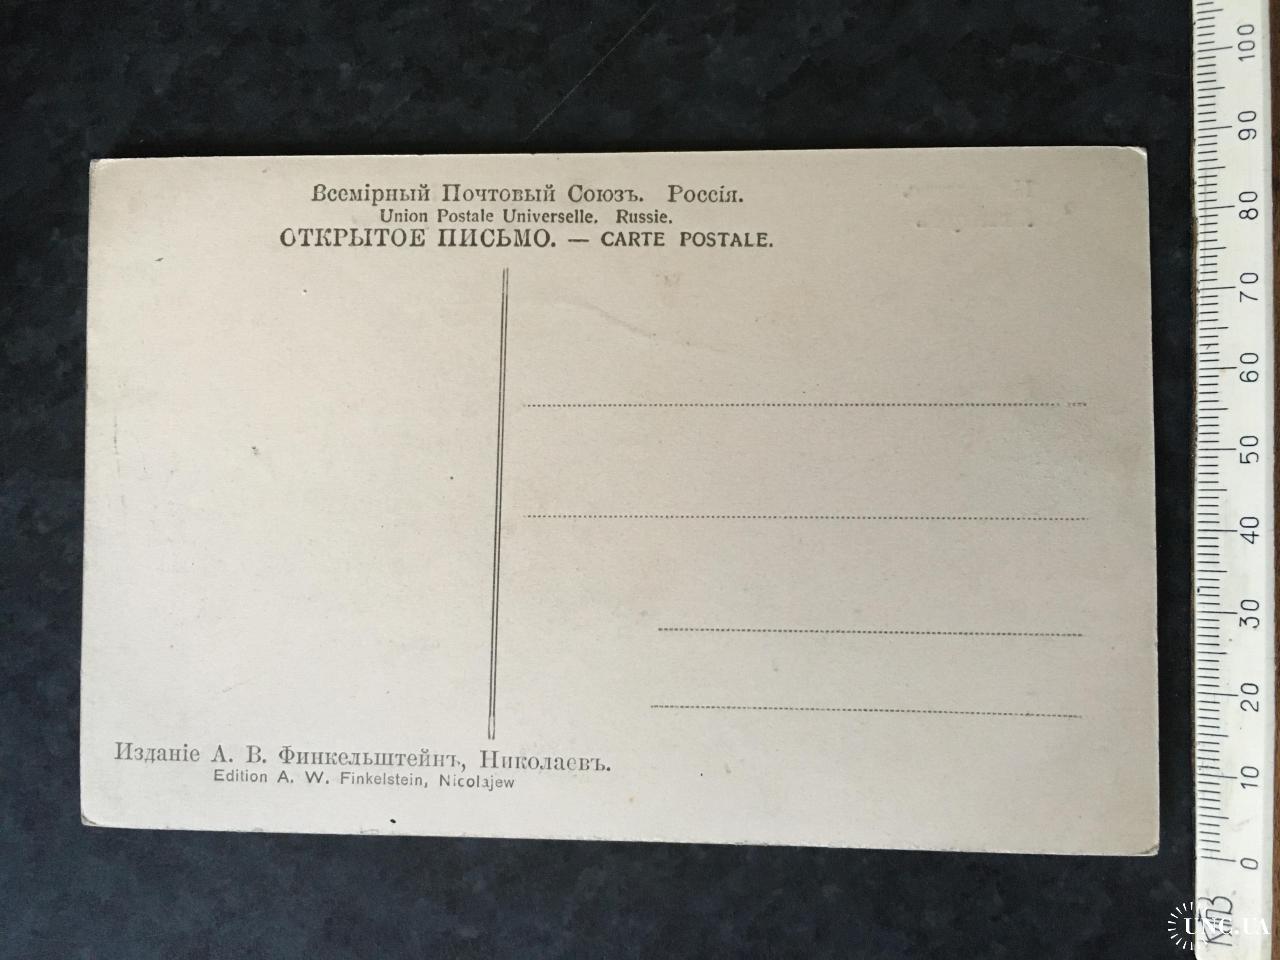 Всемірный Почтовый Союзъ. Россія.
Union Postale Universelle. Russie.
ОТКРЫТОЕ ПИСЬМО. — CARTE POSTALE.
Изданіе А. В. Финкельштейнъ, Николаевъ.
Edition A. W. Finkelstein, Nicolajew
100
90
80
70
60
50
40
30
20
10
0
UNC.UA